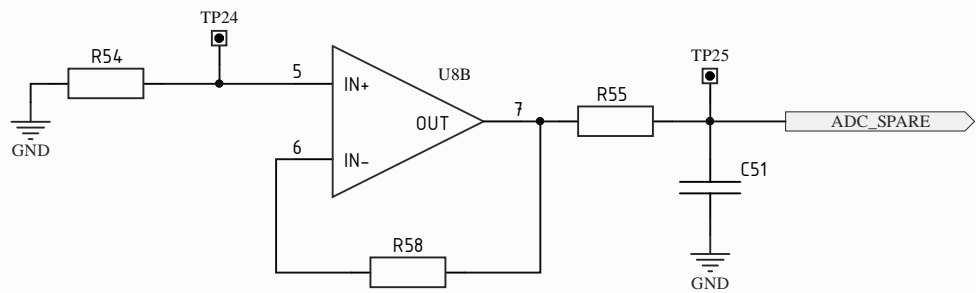 TP24
R54
5
IN+
U8B
GND
OUT
7
6
IN-
R58
R55
TP25
ADC_SPARE
C51
GND